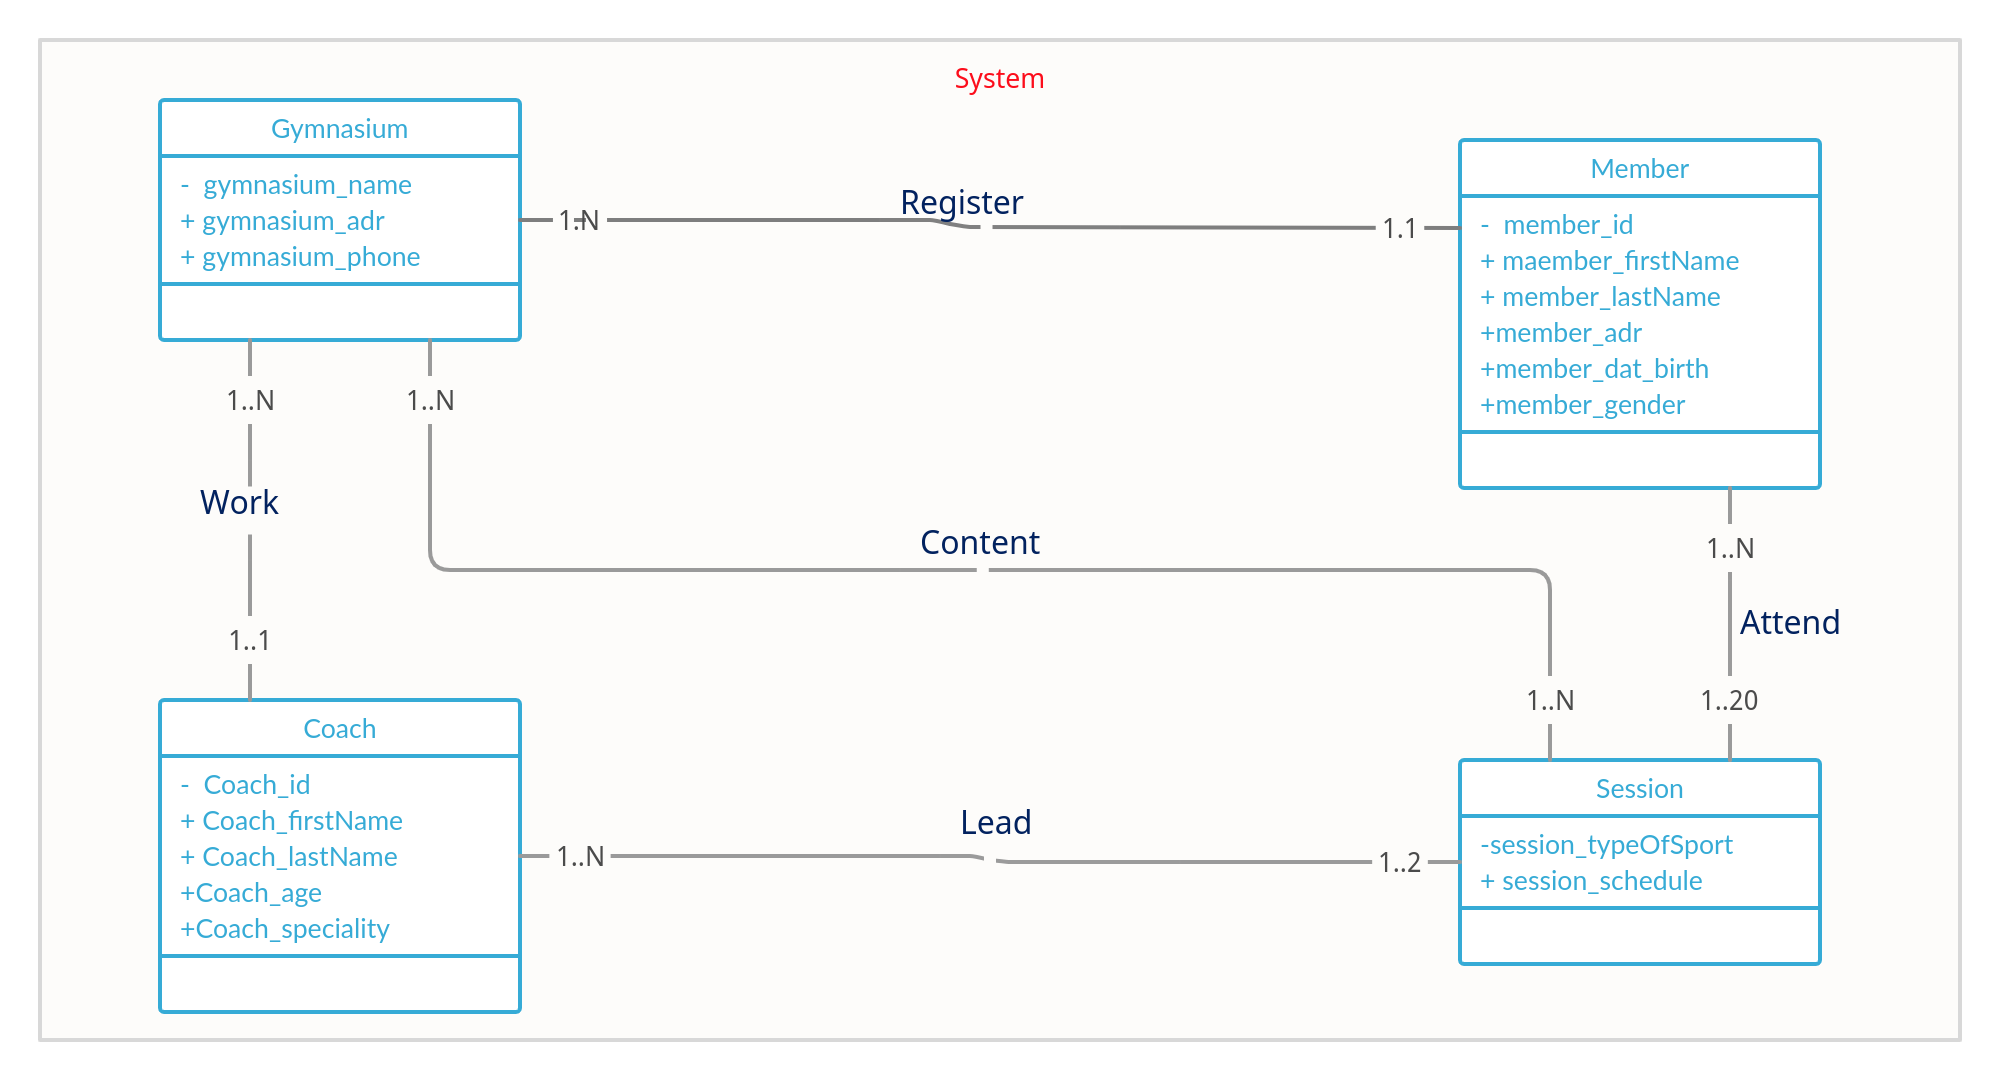 System
Gymnasium
- gymnasium_name
+ gymnasium_adr
+ gymnasium_phone
Register
1.N
1.1
Member
- member_id
+ maember_firstName
+ member_lastName
+member_adr
+member_dat_birth
+member_gender
1..N
1..N
Work
Content
1..N
Attend
1..1
1..N
1..20
Coach
- Coach_id
+ Coach_firstName
+ Coach_lastName
+Coach_age
+Coach_speciality
Lead
1..N
1..2
Session
-session_typeOfSport
+ session_schedule